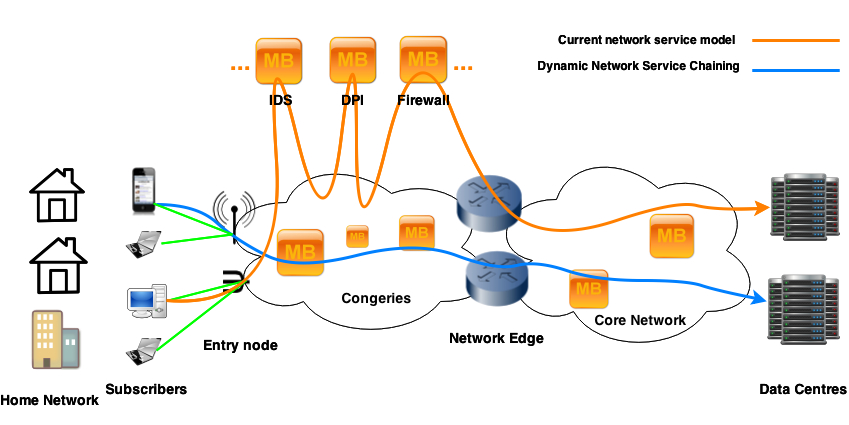 Current network service model
Dynamic Network Service Chaining
... MB MB MB ...
IDS DPI Firewall
MB MB MB
MB
MB
Congeries
Core Network
Entry node
Network Edge
Subscribers
Home Network
Data Centres